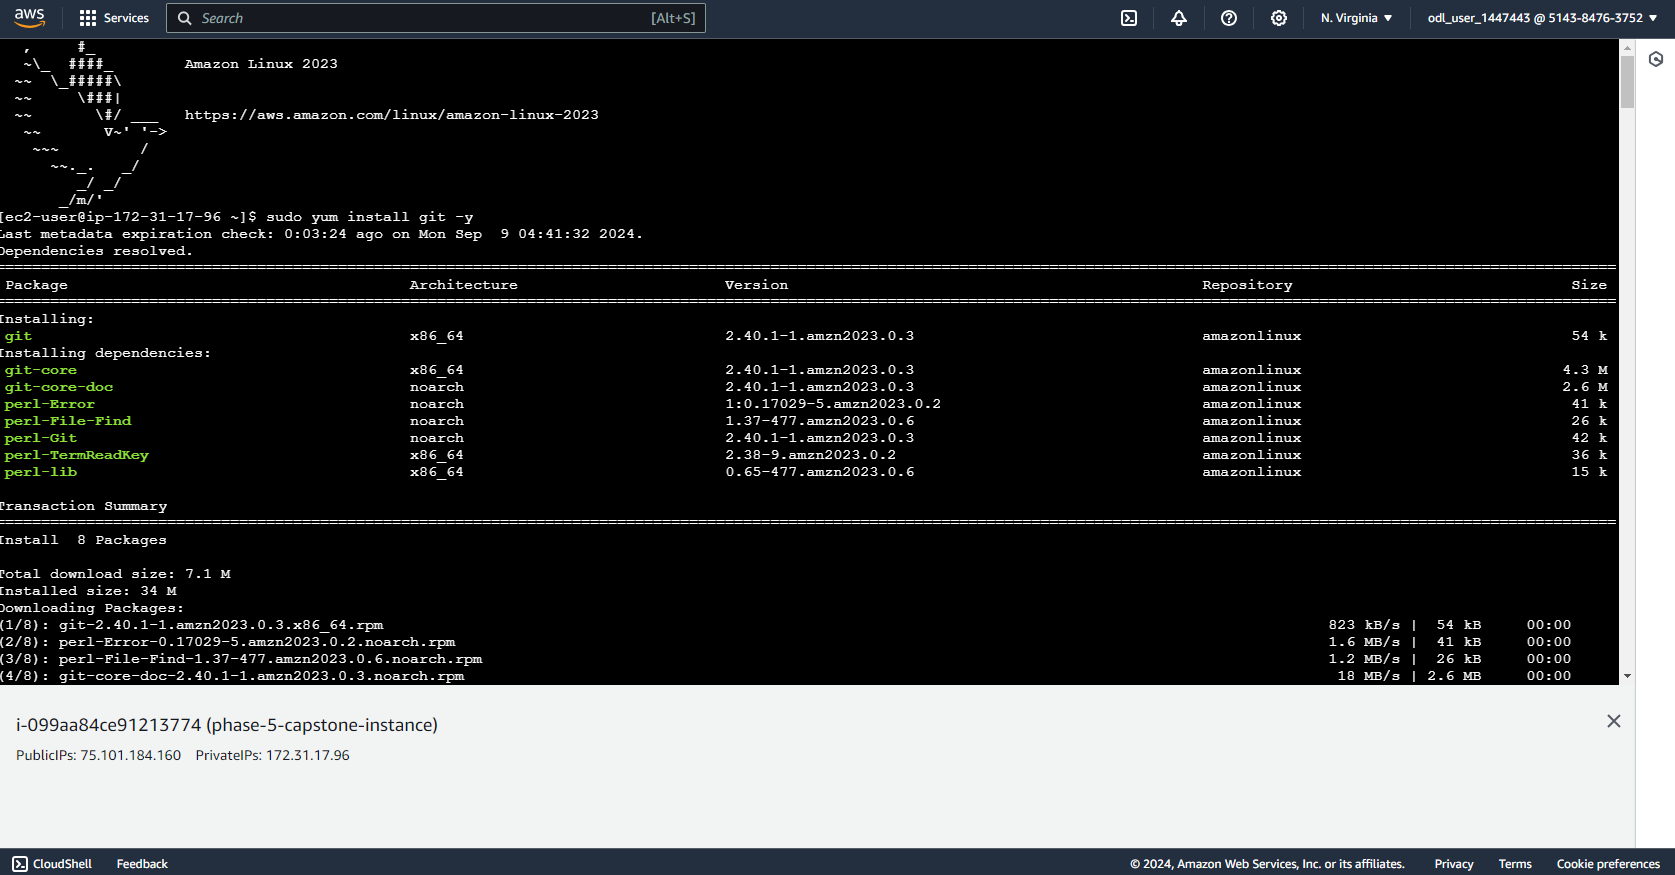 aws Services Search [Alt+S] N. Virginia ▼ odl_user_1447443 @ 5143-8476-3752 ▼
   ,     #_
  ~\_  ####_        Amazon Linux 2023
 ~~  \_#####\
 ~~     \###|
 ~~       \#/ ___   https://aws.amazon.com/linux/amazon-linux-2023
  ~~       V~' '->
   ~~~         /
     ~~._.   _/
        _/ _/
      _/m/'
[ec2-user@ip-172-31-17-96 ~]$ sudo yum install git -y
Last metadata expiration check: 0:03:24 ago on Mon Sep  9 04:41:32 2024.
Dependencies resolved.
Package Architecture Version Repository Size
Installing:
git x86_64 2.40.1-1.amzn2023.0.3 amazonlinux 54 k
Installing dependencies:
git-core x86_64 2.40.1-1.amzn2023.0.3 amazonlinux 4.3 M
git-core-doc noarch 2.40.1-1.amzn2023.0.3 amazonlinux 2.6 M
perl-Error noarch 1:0.17029-5.amzn2023.0.2 amazonlinux 41 k
perl-File-Find noarch 1.37-477.amzn2023.0.6 amazonlinux 26 k
perl-Git noarch 2.40.1-1.amzn2023.0.3 amazonlinux 42 k
perl-TermReadKey x86_64 2.38-9.amzn2023.0.2 amazonlinux 36 k
perl-lib x86_64 0.65-477.amzn2023.0.6 amazonlinux 15 k
Transaction Summary
Install  8 Packages
Total download size: 7.1 M
Installed size: 34 M
Downloading Packages:
(1/8): git-2.40.1-1.amzn2023.0.3.x86_64.rpm 823 kB/s |  54 kB     00:00
(2/8): perl-Error-0.17029-5.amzn2023.0.2.noarch.rpm 1.6 MB/s |  41 kB     00:00
(3/8): perl-File-Find-1.37-477.amzn2023.0.6.noarch.rpm 1.2 MB/s |  26 kB     00:00
(4/8): git-core-doc-2.40.1-1.amzn2023.0.3.noarch.rpm 18 MB/s | 2.6 MB     00:00
i-099aa84ce91213774 (phase-5-capstone-instance)
PublicIPs: 75.101.184.160 PrivateIPs: 172.31.17.96
CloudShell Feedback © 2024, Amazon Web Services, Inc. or its affiliates. Privacy Terms Cookie preferences